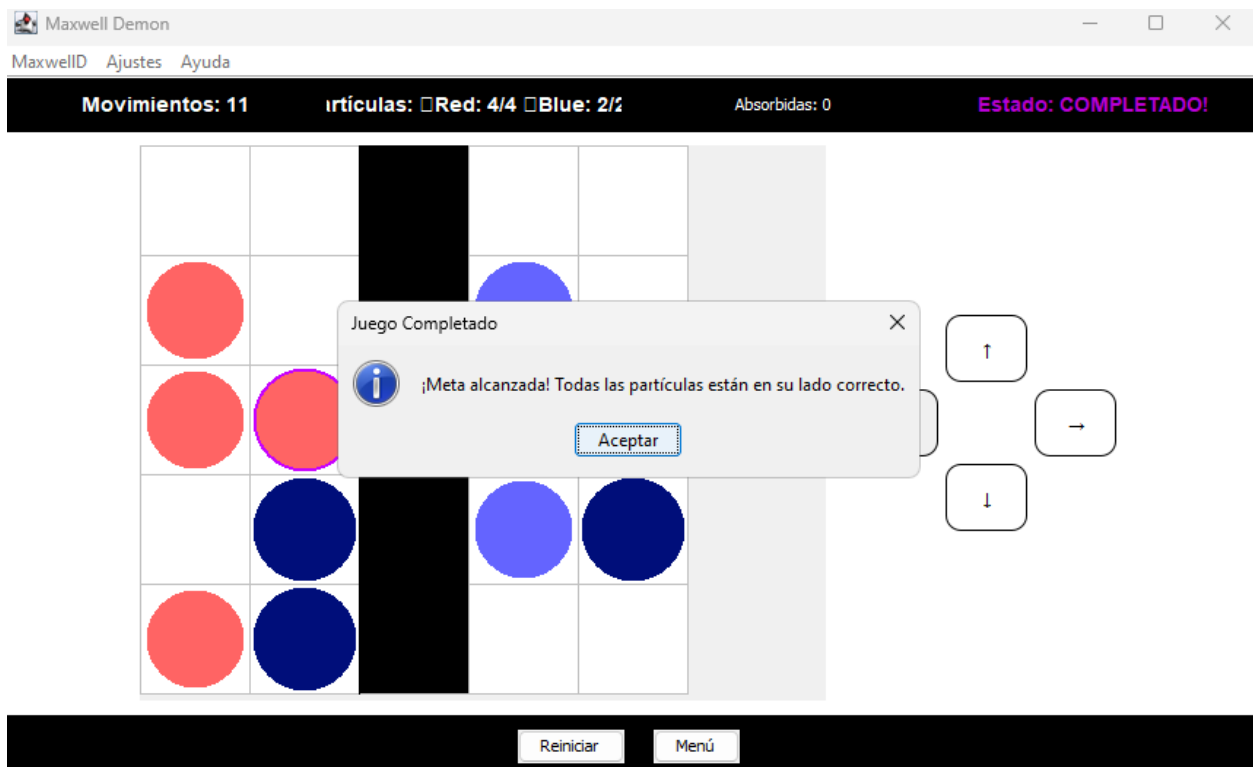 Maxwell Demon
MaxwellD Ajustes Ayuda
Movimientos: 11 artículas: □Red: 4/4 □Blue: 2/2 Absorbidas: 0 Estado: COMPLETADO!
Juego Completado
¡Meta alcanzada! Todas las partículas están en su lado correcto.
Aceptar
↑
→
↓
Reiniciar Menú